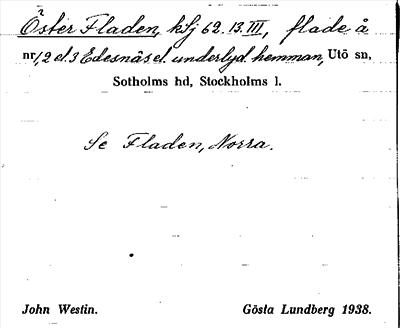 Öster Fladen, kfj 62.13.III, flade å
nr 1,2 el. 3 Edesnäs el. underlyd. hemman, Utö sn,
Sotholms hd, Stockholms l.
Se Fladen, Norra.
John Westin. Gösta Lundberg 1938.